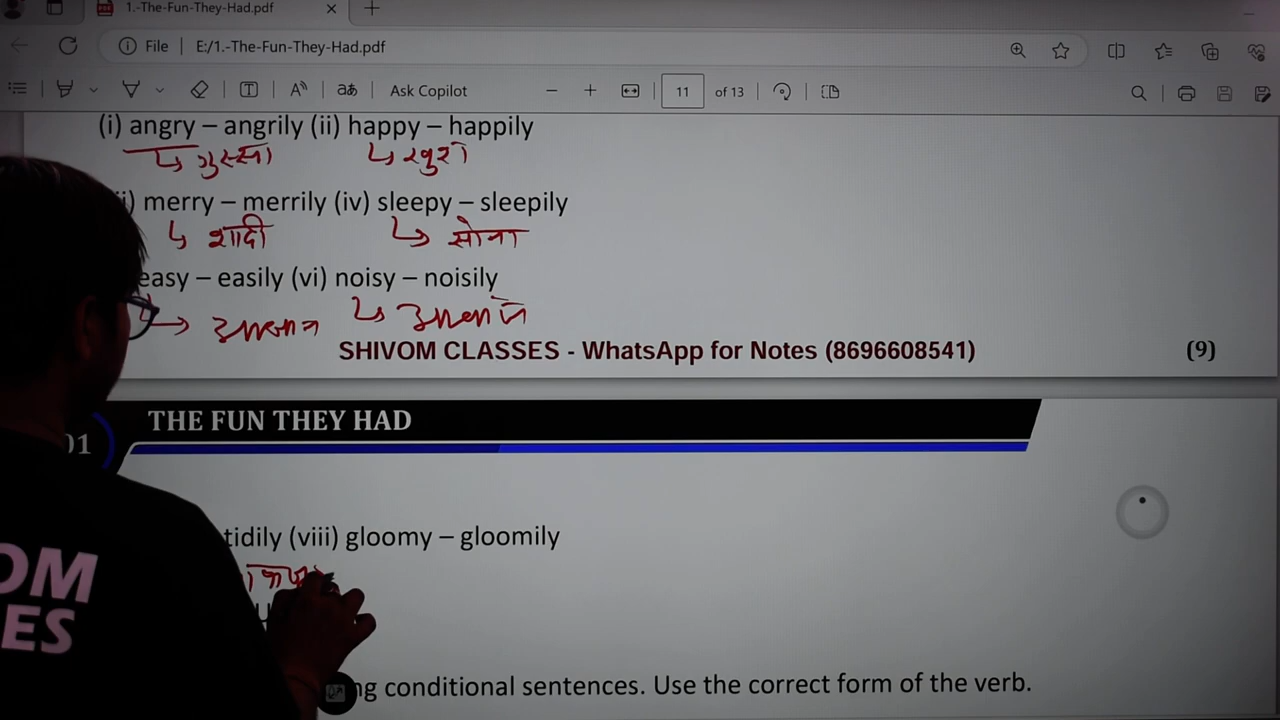 1.-The-Fun-They-Had.pdf
File E:/1.-The-Fun-They-Had.pdf
Ask Copilot 11 of 13
(i) angry – angrily (ii) happy – happily
↳ गुस्सा ↳ खुशी
merry – merrily (iv) sleepy – sleepily
↳ शादी ↳ सोना
easy – easily (vi) noisy – noisily
SHIVOM CLASSES - WhatsApp for Notes (8696608541) (9)
01 THE FUN THEY HAD
tidily (viii) gloomy – gloomily
OM
ES
ng conditional sentences. Use the correct form of the verb.